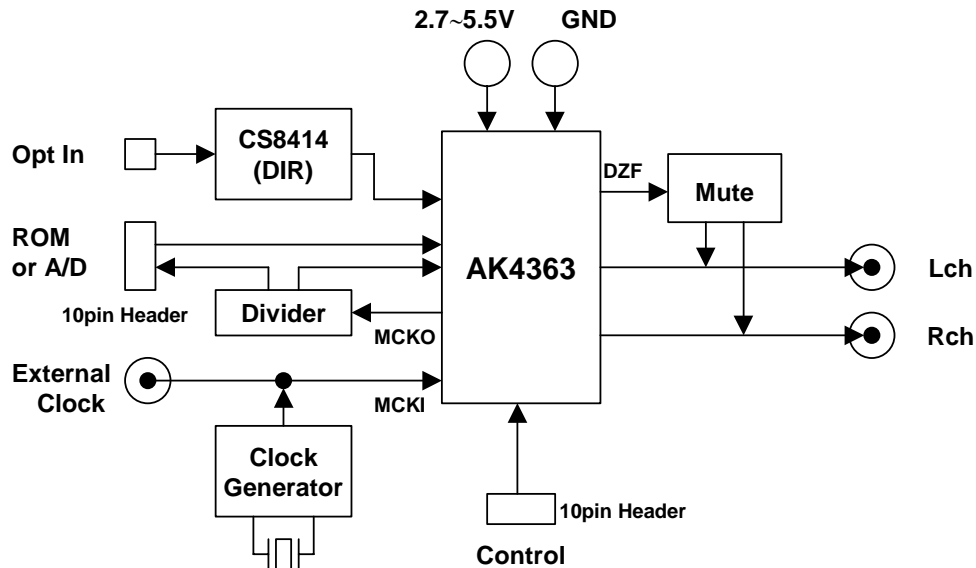 2.7~5.5V
GND
Opt In
CS8414
(DIR)
DZF
Mute
ROM
or A/D
AK4363
Lch
10pin Header
Divider
MCKO
Rch
External
Clock
MCKI
Clock
Generator
10pin Header
Control